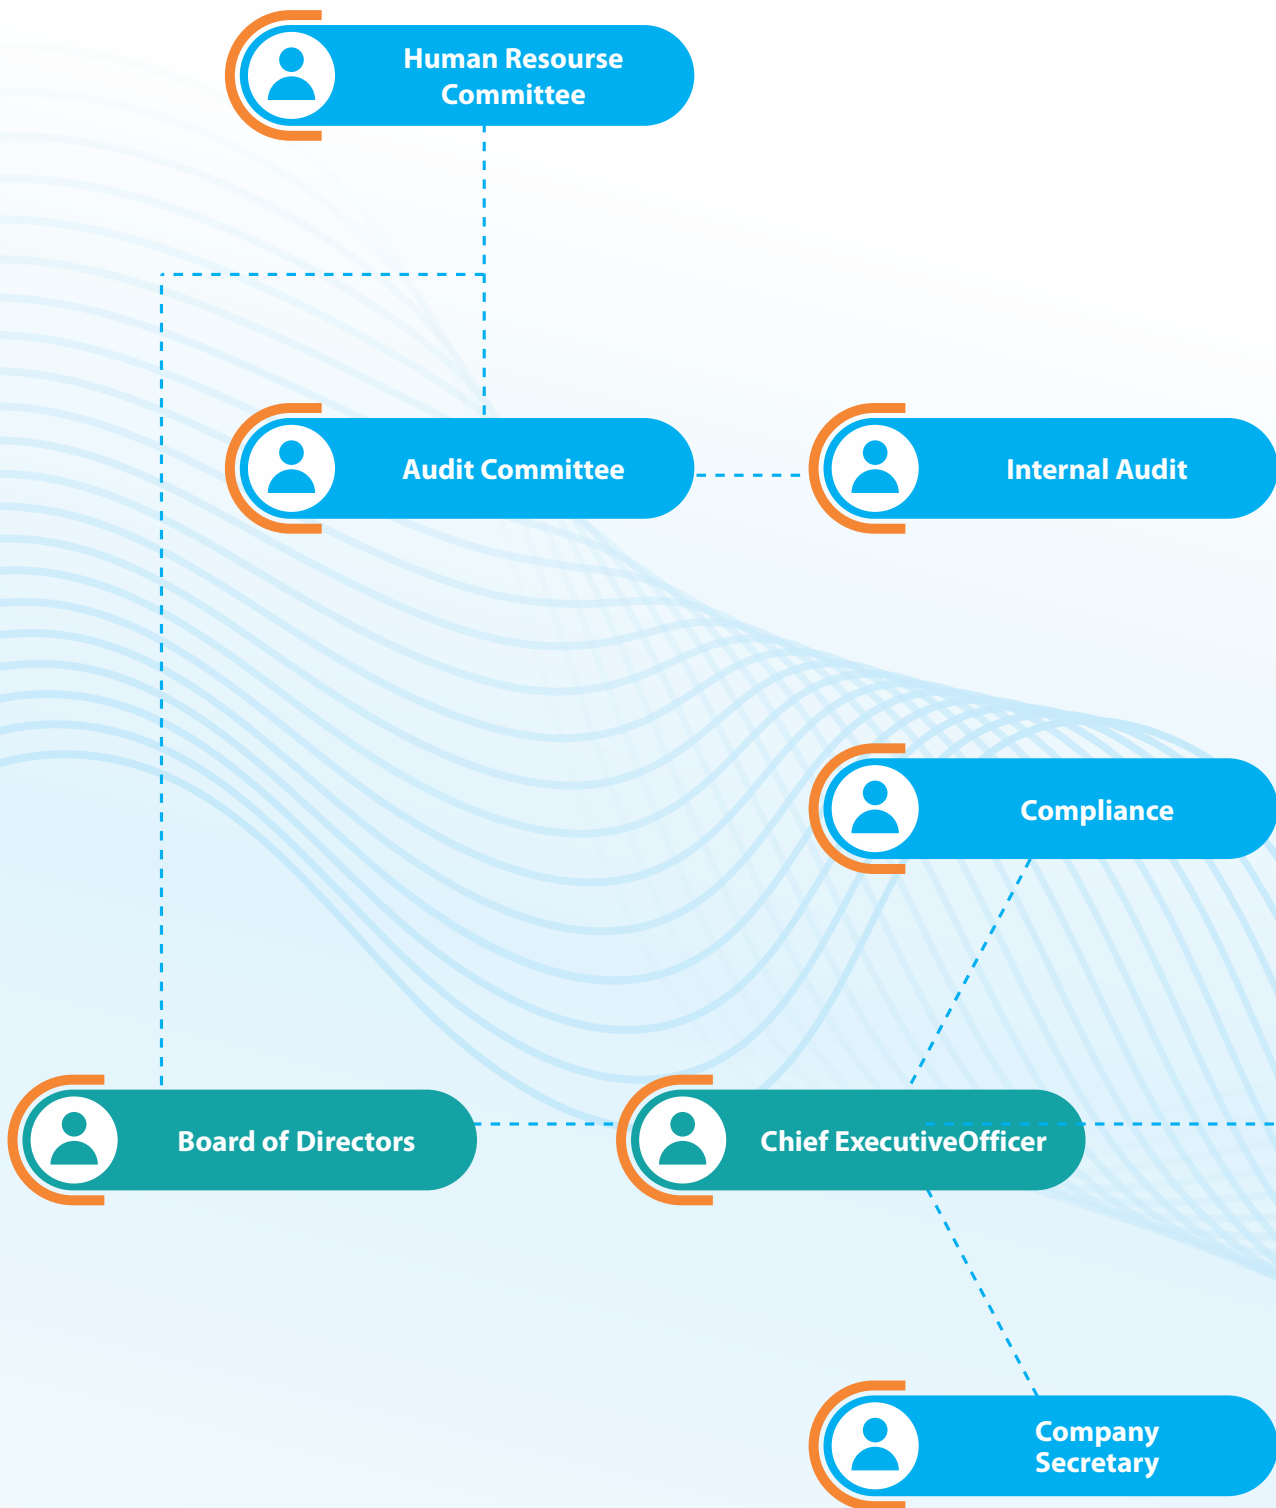 Human Resourse
Committee
Audit Committee
Internal Audit
Compliance
Board of Directors
Chief ExecutiveOfficer
Company
Secretary